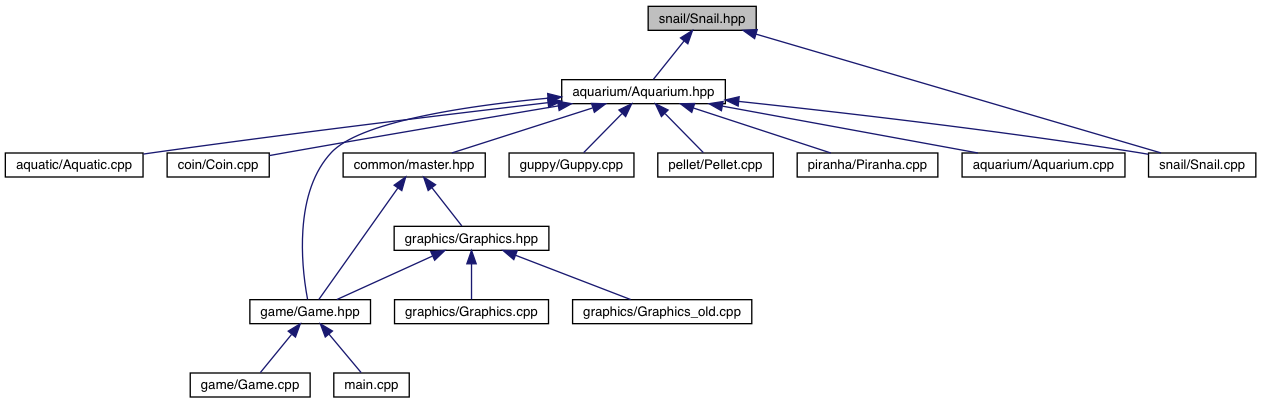 snail/Snail.hpp
aquarium/Aquarium.hpp
aquatic/Aquatic.cpp
coin/Coin.cpp
common/master.hpp
guppy/Guppy.cpp
pellet/Pellet.cpp
piranha/Piranha.cpp
aquarium/Aquarium.cpp
snail/Snail.cpp
graphics/Graphics.hpp
game/Game.hpp
graphics/Graphics.cpp
graphics/Graphics_old.cpp
game/Game.cpp
main.cpp